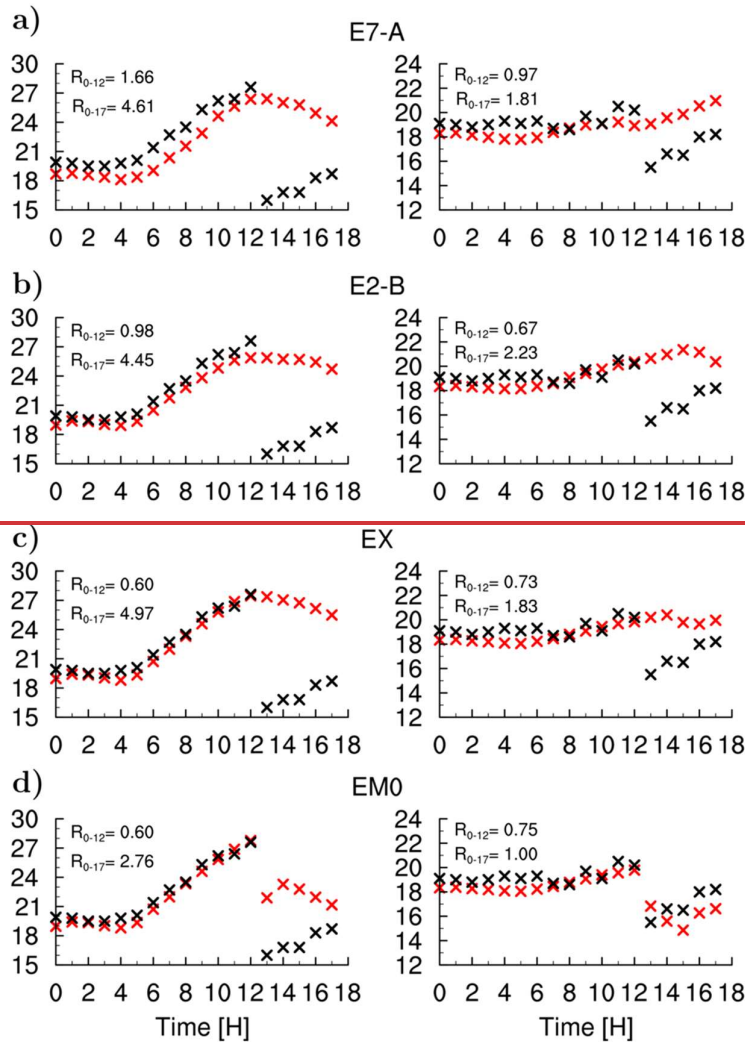 a)
E7-A
30
27
24
21
18
15
R0-12= 1.66
R0-17= 4.61
0 2 4 6 8 10 12 14 16 18
24
22
20
18
16
14
12
R0-12= 0.97
R0-17= 1.81
0 2 4 6 8 10 12 14 16 18
b)
E2-B
30
27
24
21
18
15
R0-12= 0.98
R0-17= 4.45
0 2 4 6 8 10 12 14 16 18
24
22
20
18
16
14
12
R0-12= 0.67
R0-17= 2.23
0 2 4 6 8 10 12 14 16 18
c)
EX
30
27
24
21
18
15
R0-12= 0.60
R0-17= 4.97
0 2 4 6 8 10 12 14 16 18
24
22
20
18
16
14
12
R0-12= 0.73
R0-17= 1.83
0 2 4 6 8 10 12 14 16 18
d)
EM0
30
27
24
21
18
15
R0-12= 0.60
R0-17= 2.76
0 2 4 6 8 10 12 14 16 18
Time [H]
24
22
20
18
16
14
12
R0-12= 0.75
R0-17= 1.00
0 2 4 6 8 10 12 14 16 18
Time [H]